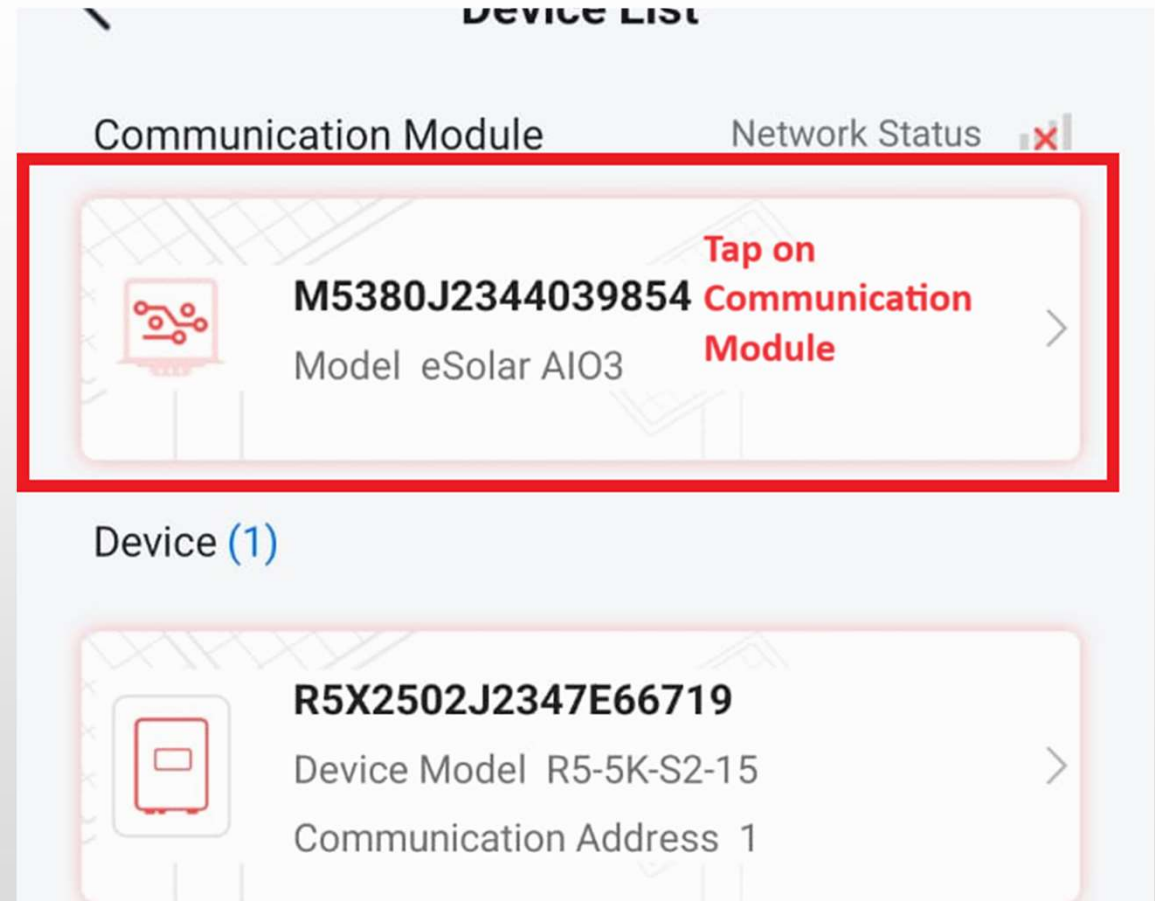 Device List
Communication Module Network Status
Tap on
M5380J2344039854 Communication
Module
Model eSolar AIO3
Device (1)
R5X2502J2347E66719
Device Model R5-5K-S2-15
Communication Address 1